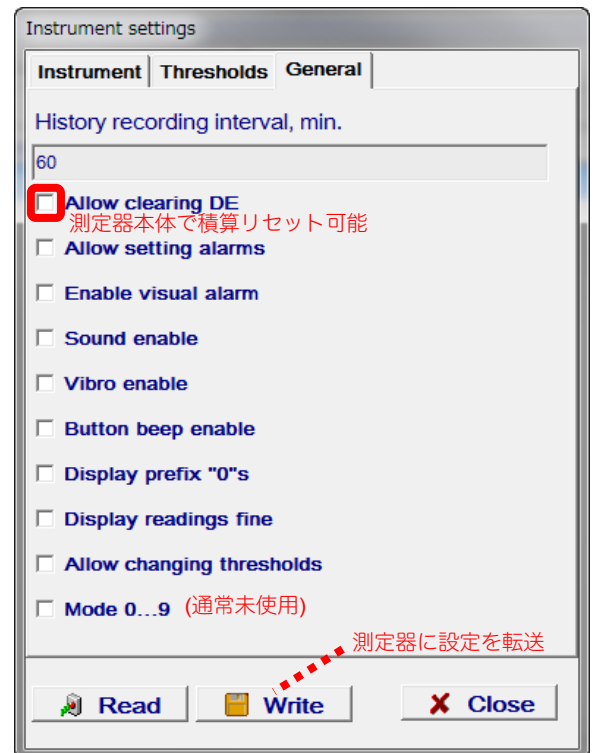 Instrument settings
Instrument Thresholds General
History recording interval, min.
60
Allow clearing DE
測定器本体で積算リセット可能
Allow setting alarms
Enable visual alarm
Sound enable
Vibro enable
Button beep enable
Display prefix "0"s
Display readings fine
Allow changing thresholds
Mode 0...9 (通常未使用)
測定器に設定を転送
Read Write Close